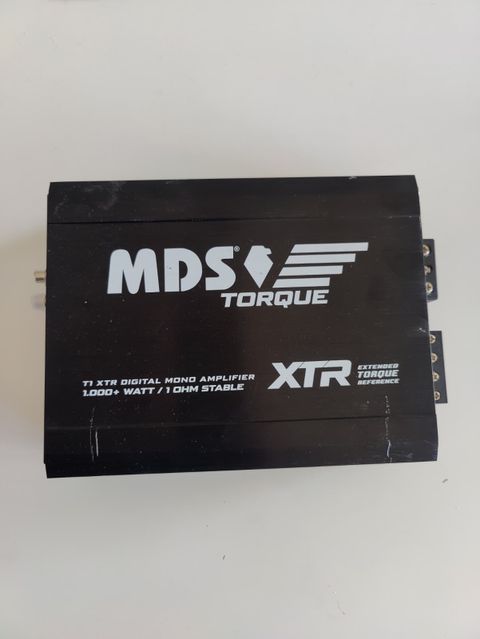 MDS®
TORQUE
T1 XTR DIGITAL MONO AMPLIFIER
1.000+ WATT / 1 OHM STABLE
XTR
EXTENDED
TORQUE
REFERENCE